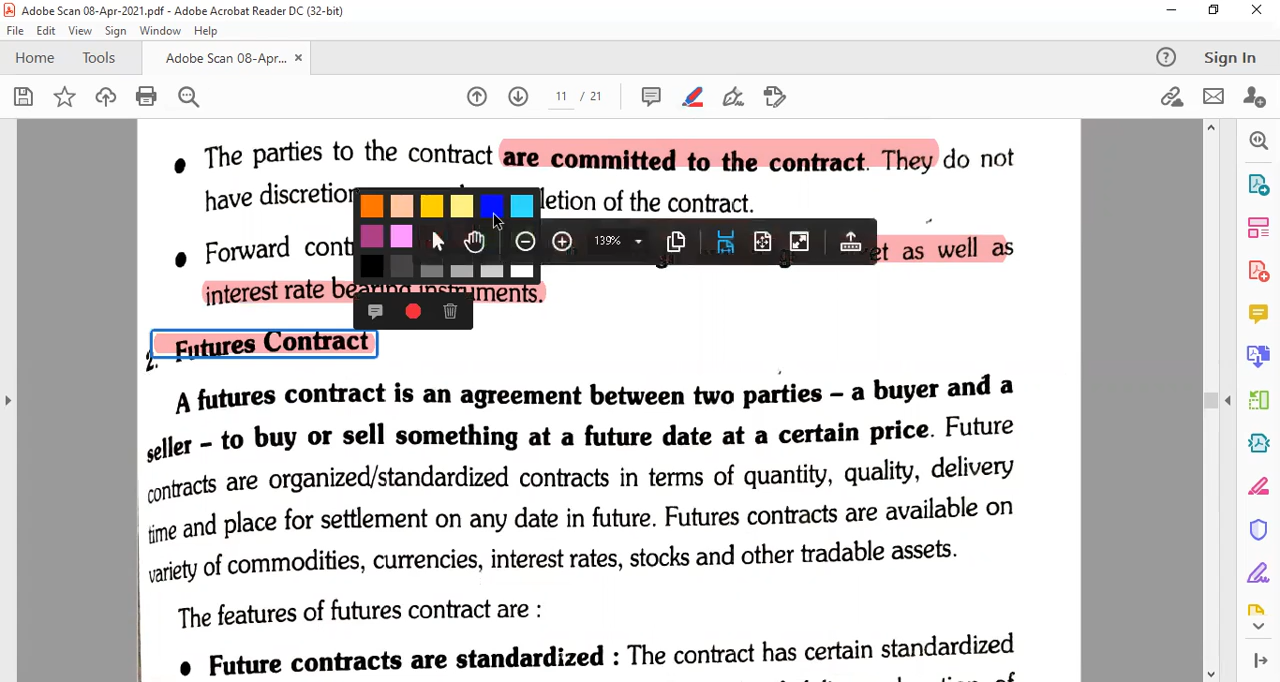 Adobe Scan 08-Apr-2021.pdf - Adobe Acrobat Reader DC (32-bit)
File Edit View Sign Window Help
Home Tools Adobe Scan 08-Apr... × Sign In
11 / 21
The parties to the contract are committed to the contract. They do not
have discretion letion of the contract.
139%
Forward cont et as well as
interest rate bearing instruments.
2. Futures Contract
A futures contract is an agreement between two parties – a buyer and a
seller – to buy or sell something at a future date at a certain price. Future
contracts are organized/standardized contracts in terms of quantity, quality, delivery
time and place for settlement on any date in future. Futures contracts are available on
variety of commodities, currencies, interest rates, stocks and other tradable assets.
The features of futures contract are :
Future contracts are standardized : The contract has certain standardized